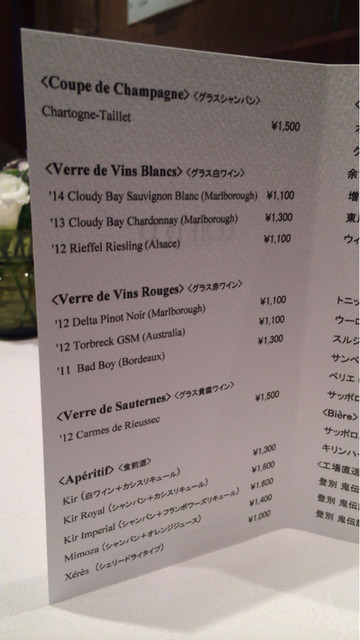 <Coupe de Champagne> <グラスシャンパン>
Chartogne-Taillet ¥1,500
<Verre de Vins Blancs> <グラス白ワイン>
'14 Cloudy Bay Sauvignon Blanc (Marlborough) ¥1,100
'13 Cloudy Bay Chardonnay (Marlborough) ¥1,300
'12 Rieffel Riesling (Alsace) ¥1,100
<Verre de Vins Rouges> <グラス赤ワイン>
'12 Delta Pinot Noir (Marlborough) ¥1,100
'12 Torbreck GSM (Australia) ¥1,100
'11 Bad Boy (Bordeaux) ¥1,300
<Verre de Sauternes> <グラス貴腐ワイン>
'12 Carmes de Rieussec ¥1,500
<Apéritif> <食前酒>
Kir (白ワイン+カシスリキュール) ¥1,300
Kir Royal (シャンパン+カシスリキュール) ¥1,600
Kir Imperial (シャンパン+フランボワーズリキュール) ¥1,600
Mimoza (シャンパン+オレンジジュース) ¥1,400
Xérès (シェリードライタイプ) ¥1,000
余
増
東
ウィ
トニッ
ウーロ
スルジ
サンペ
ペリエ
サッポロ
<Bière>
サッポロ
キリンハ
<工場直送
登別 鬼伝
登別 鬼伝
登別 鬼伝